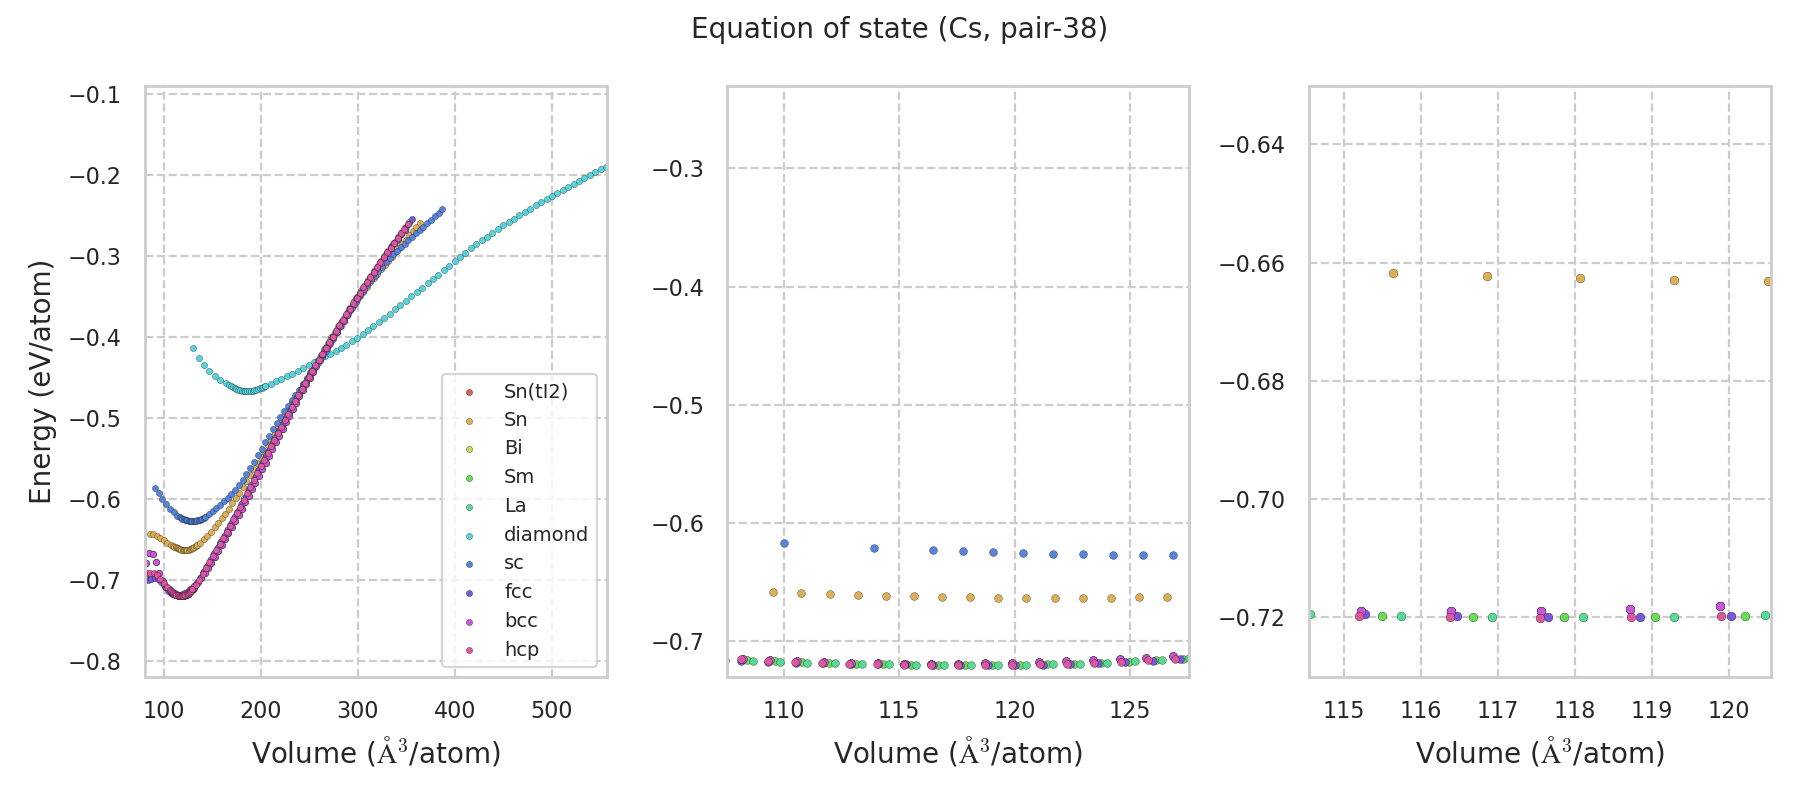 Equation of state (Cs, pair-38)
Energy (eV/atom)
−0.1
−0.2
−0.3
−0.4
−0.5
−0.6
−0.7
−0.8
100 200 300 400 500
Volume (Å³/atom)
Sn(tI2)
Sn
Bi
Sm
La
diamond
sc
fcc
bcc
hcp
−0.3
−0.4
−0.5
−0.6
−0.7
110 115 120 125
Volume (Å³/atom)
−0.64
−0.66
−0.68
−0.70
−0.72
115 116 117 118 119 120
Volume (Å³/atom)